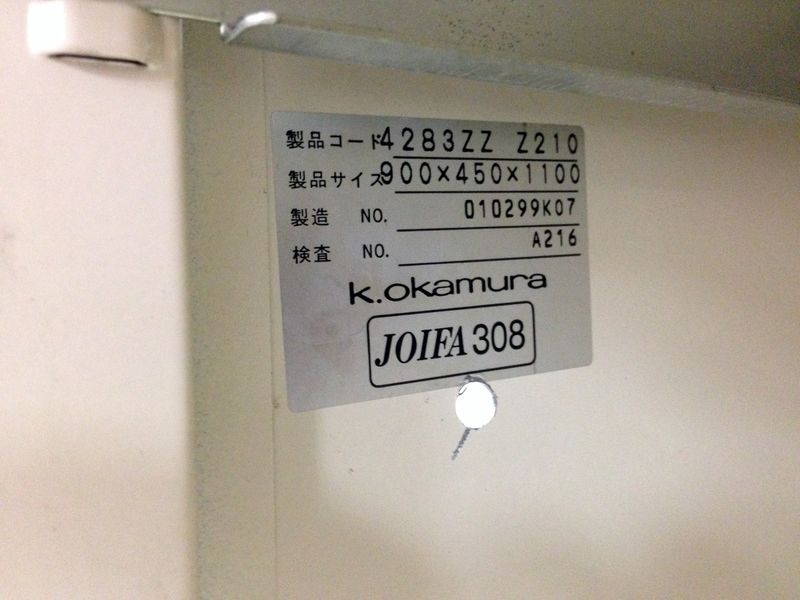 製品コード 4283ZZ Z210
製品サイズ 900×450×1100
製造 NO. 010299K07
検査 NO. A216
k.okamura
JOIFA 308